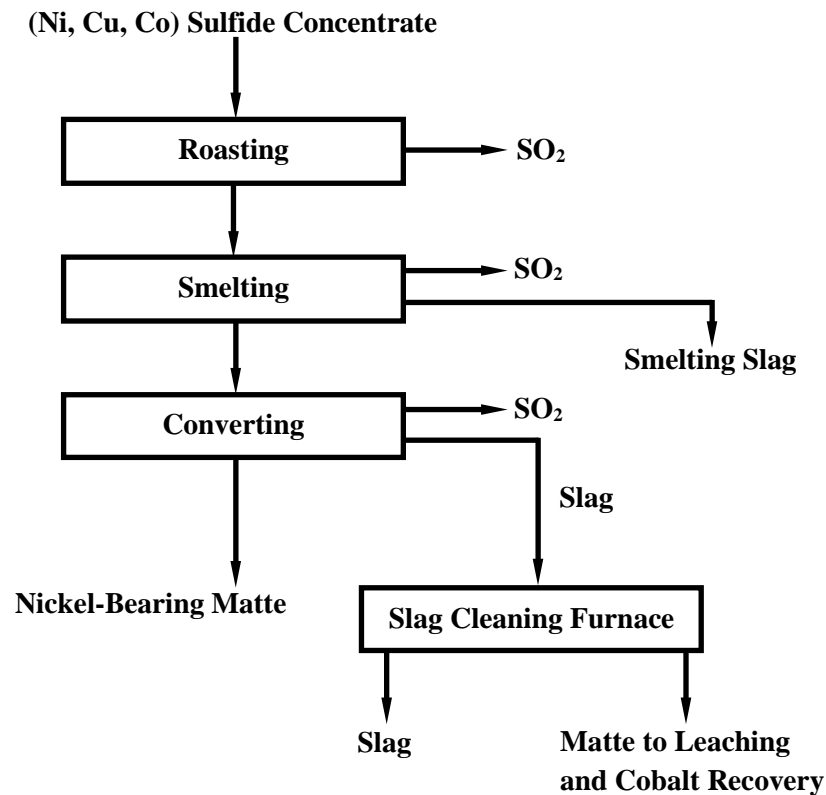 (Ni, Cu, Co) Sulfide Concentrate
Roasting
SO₂
SO₂
Smelting
Smelting Slag
SO₂
Converting
Slag
Nickel-Bearing Matte
Slag Cleaning Furnace
Slag
Matte to Leaching
and Cobalt Recovery